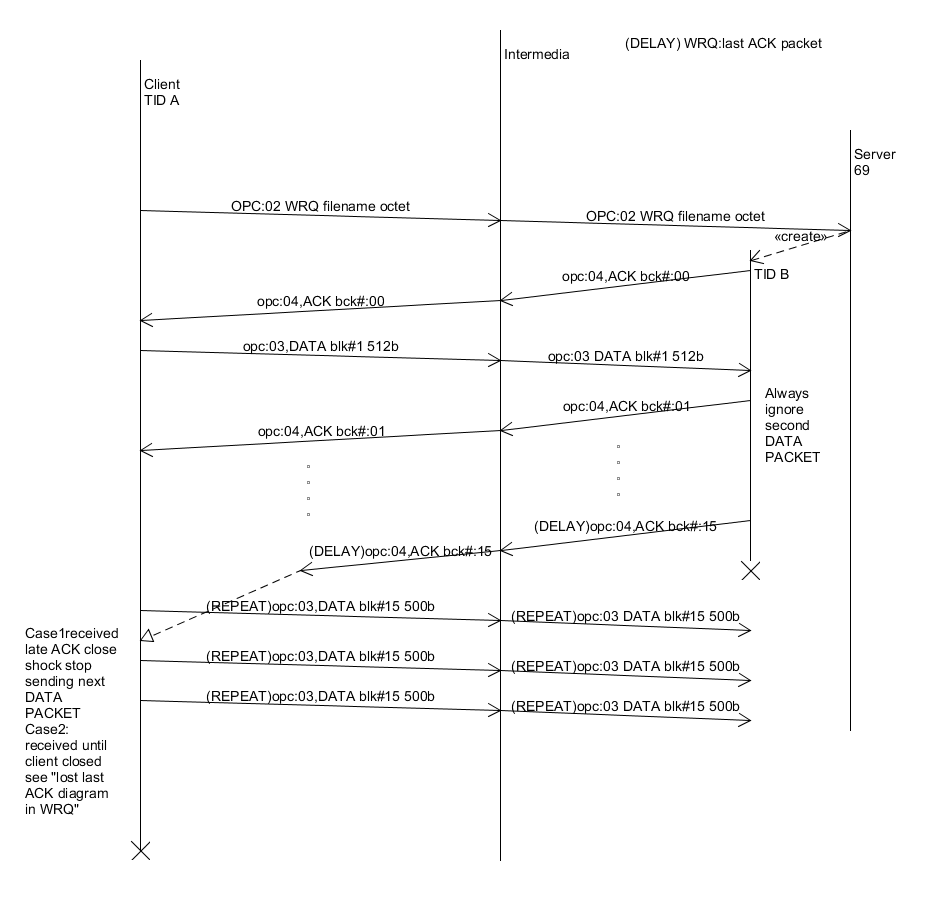 (DELAY) WRQ:last ACK packet
Intermedia
Client
TID A
Server
69
OPC:02 WRQ filename octet
OPC:02 WRQ filename octet
«create»
TID B
opc:04,ACK bck#:00
opc:04,ACK bck#:00
opc:03,DATA blk#1 512b
opc:03 DATA blk#1 512b
Always
ignore
second
DATA
PACKET
opc:04,ACK bck#:01
opc:04,ACK bck#:01
(DELAY)opc:04,ACK bck#:15
(DELAY)opc:04,ACK bck#:15
(REPEAT)opc:03,DATA blk#15 500b
(REPEAT)opc:03 DATA blk#15 500b
(REPEAT)opc:03,DATA blk#15 500b
(REPEAT)opc:03 DATA blk#15 500b
(REPEAT)opc:03,DATA blk#15 500b
(REPEAT)opc:03 DATA blk#15 500b
Case1received
late ACK close
shock stop
sending next
DATA
PACKET
Case2:
received until
client closed
see "lost last
ACK diagram
in WRQ"